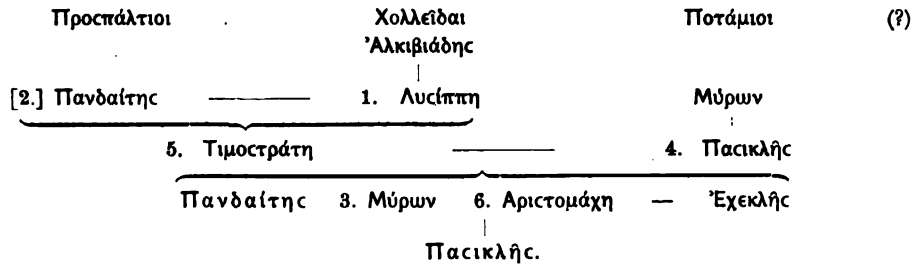 Προϲπάλτιοι Χολλεῖδαι Ποτάμιοι (?)
Ἀλκιβιάδηϲ
[2.] Πανδαίτηϲ —— 1. Λυϲίππη Μύρων
5. Τιμοϲτράτη —— 4. Παϲικλῆϲ
Πανδαίτηϲ 3. Μύρων 6. Αριϲτομάχη — Ἐχεκλῆϲ
Παϲικλῆϲ.